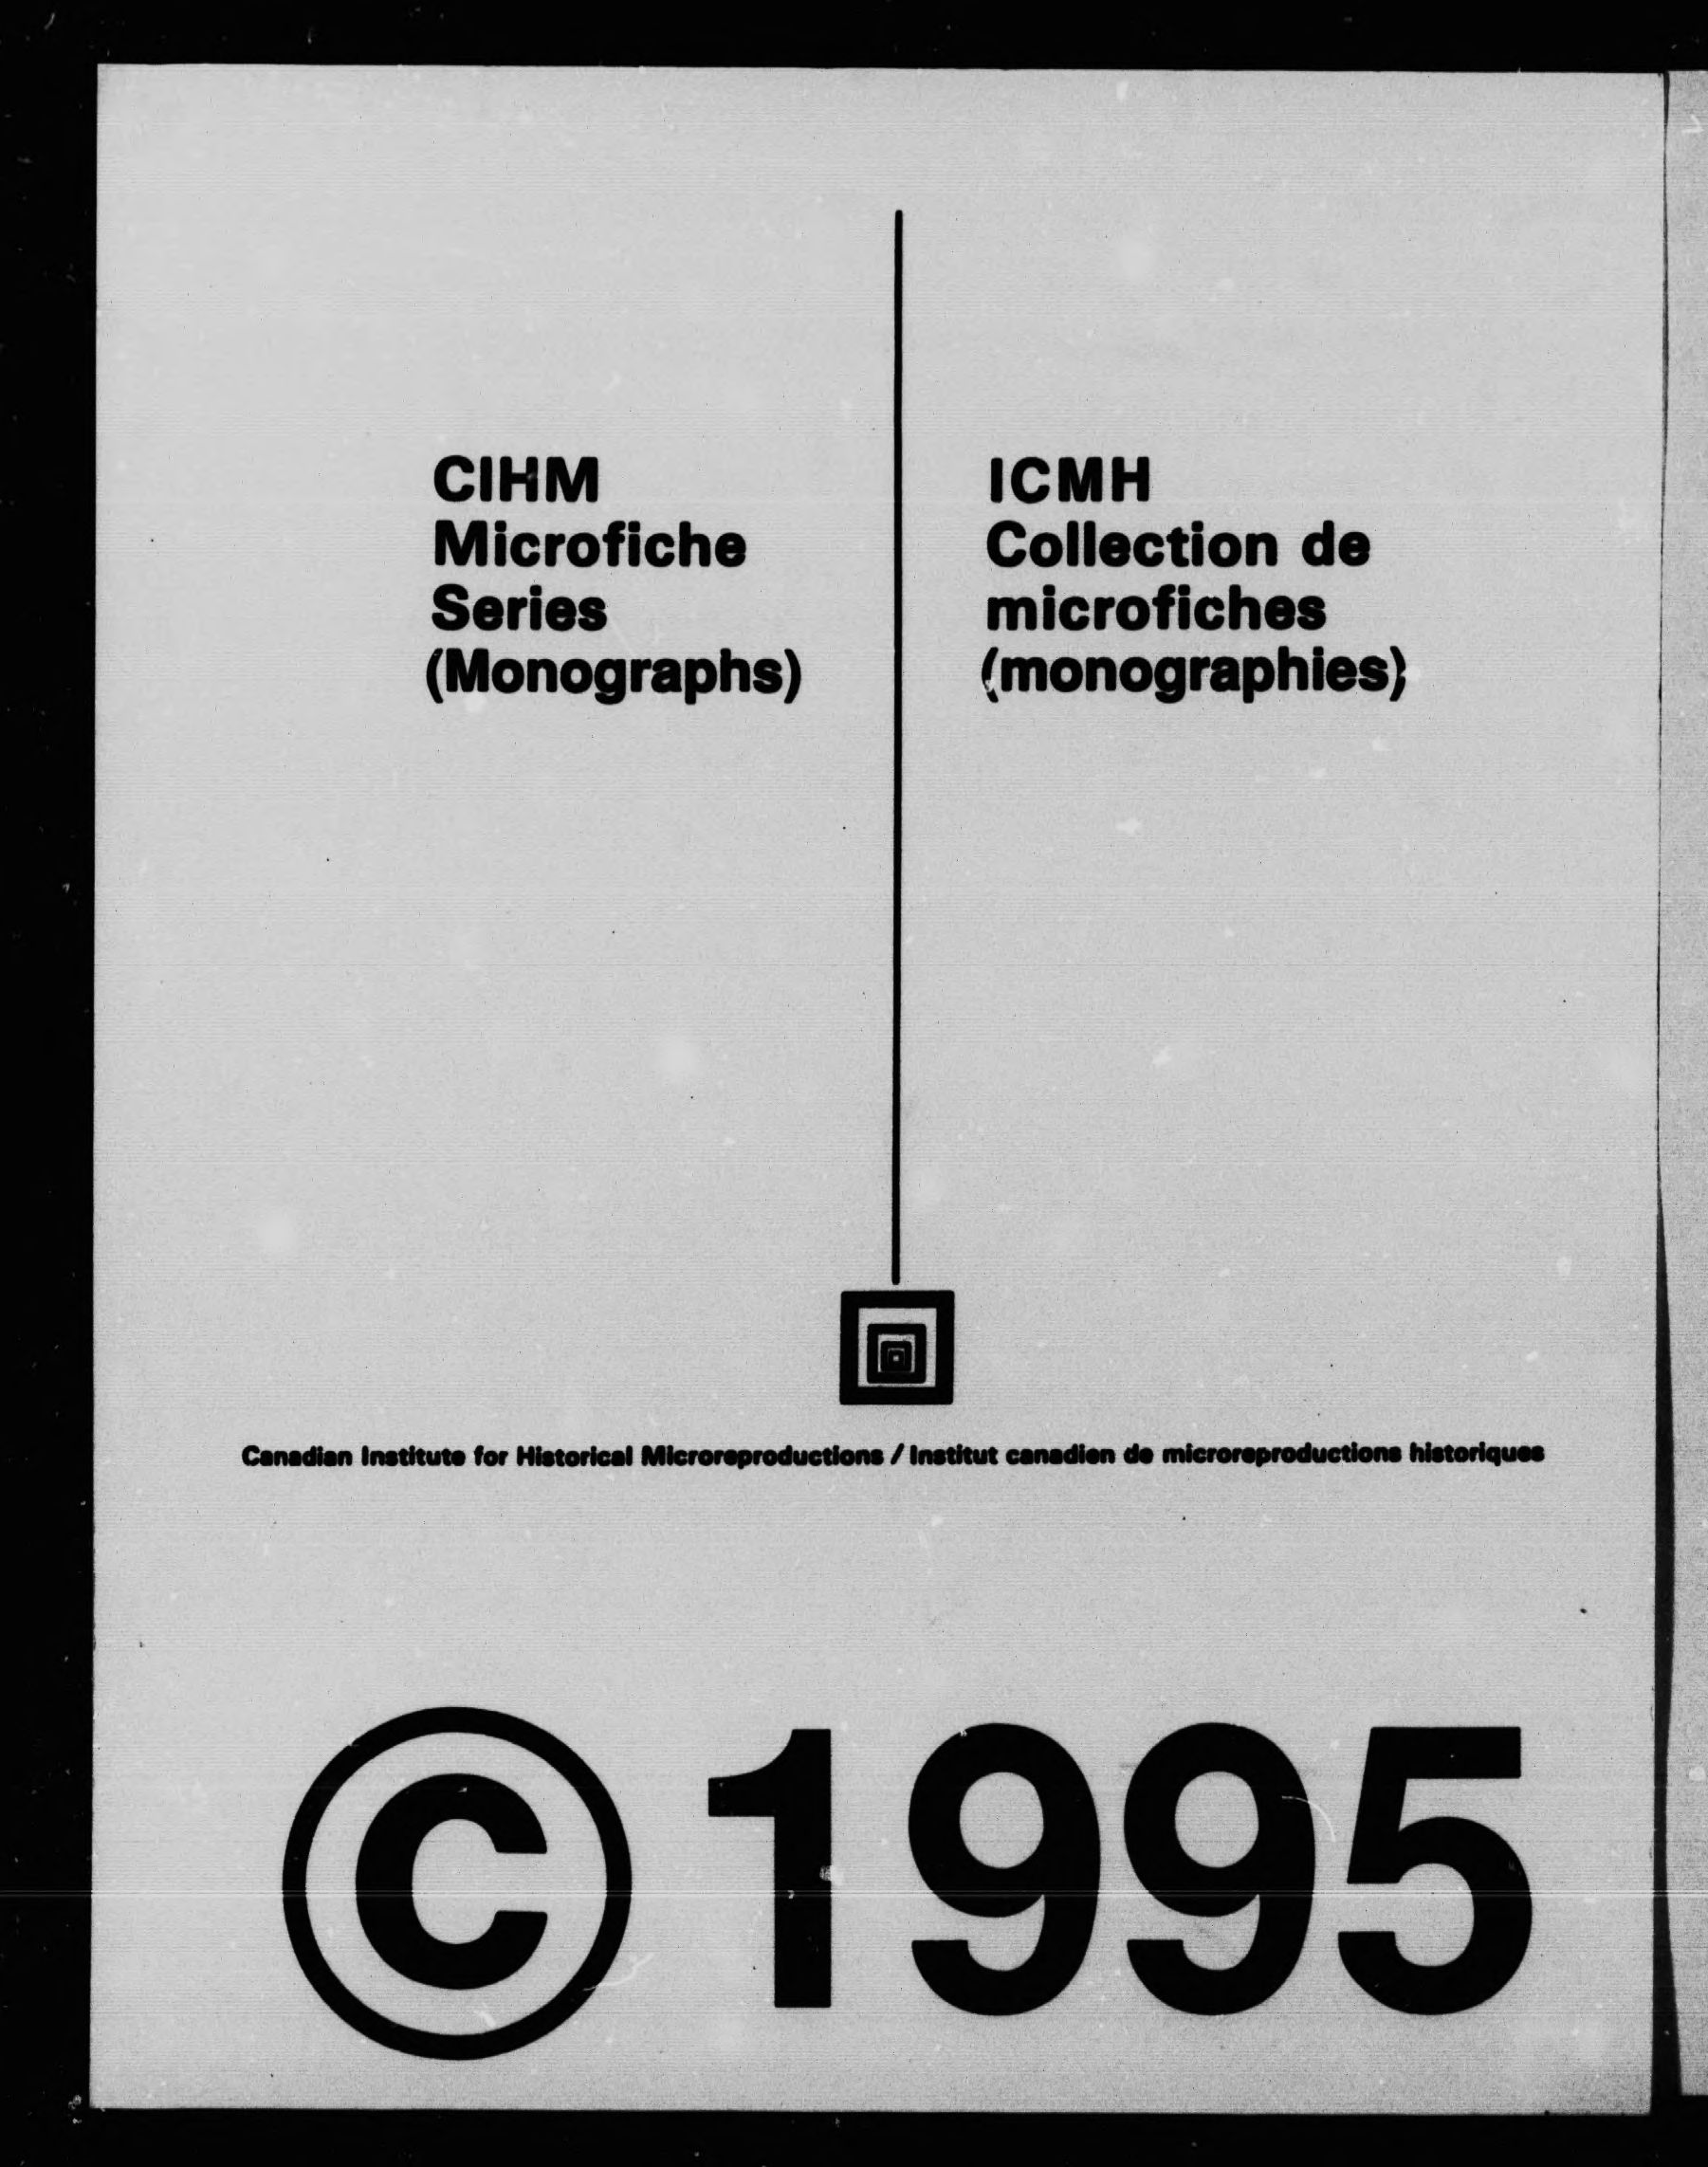 CIHM
Microfiche
Series
(Monographs)
ICMH
Collection de
microfiches
(monographies)
Canadian Institute for Historical Microreproductions / Institut canadien de microreproductions historiques
© 1995